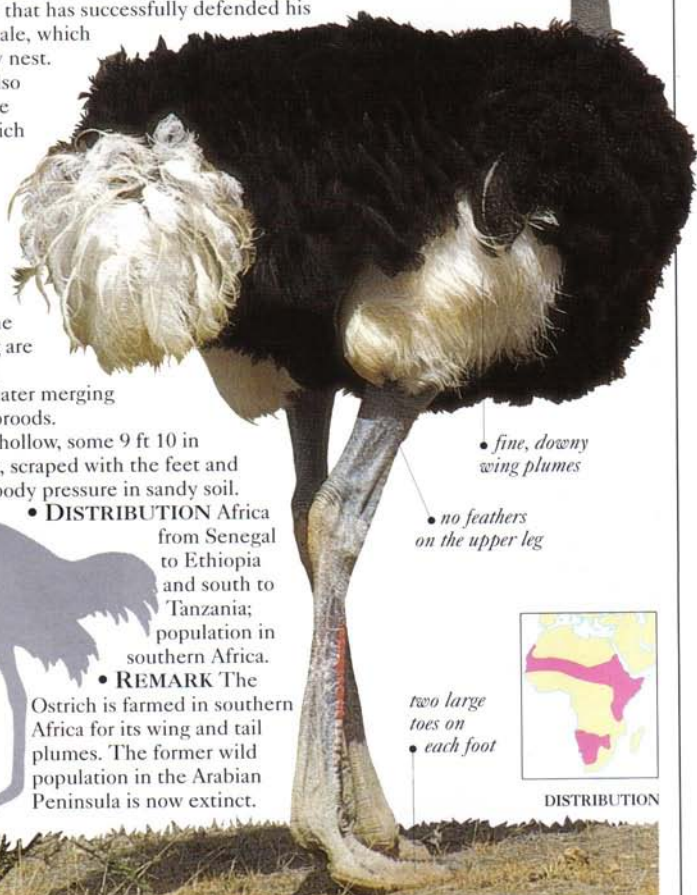 that has successfully defended his
ale, which
nest.
so
e
ich
e
are
ater merging
roods.
hollow, some 9 ft 10 in
, scraped with the feet and
body pressure in sandy soil.
• DISTRIBUTION Africa
from Senegal
to Ethiopia
and south to
Tanzania;
population in
southern Africa.
• REMARK The
Ostrich is farmed in southern
Africa for its wing and tail
plumes. The former wild
population in the Arabian
Peninsula is now extinct.
• fine, downy
wing plumes
• no feathers
on the upper leg
two large
toes on
• each foot
DISTRIBUTION